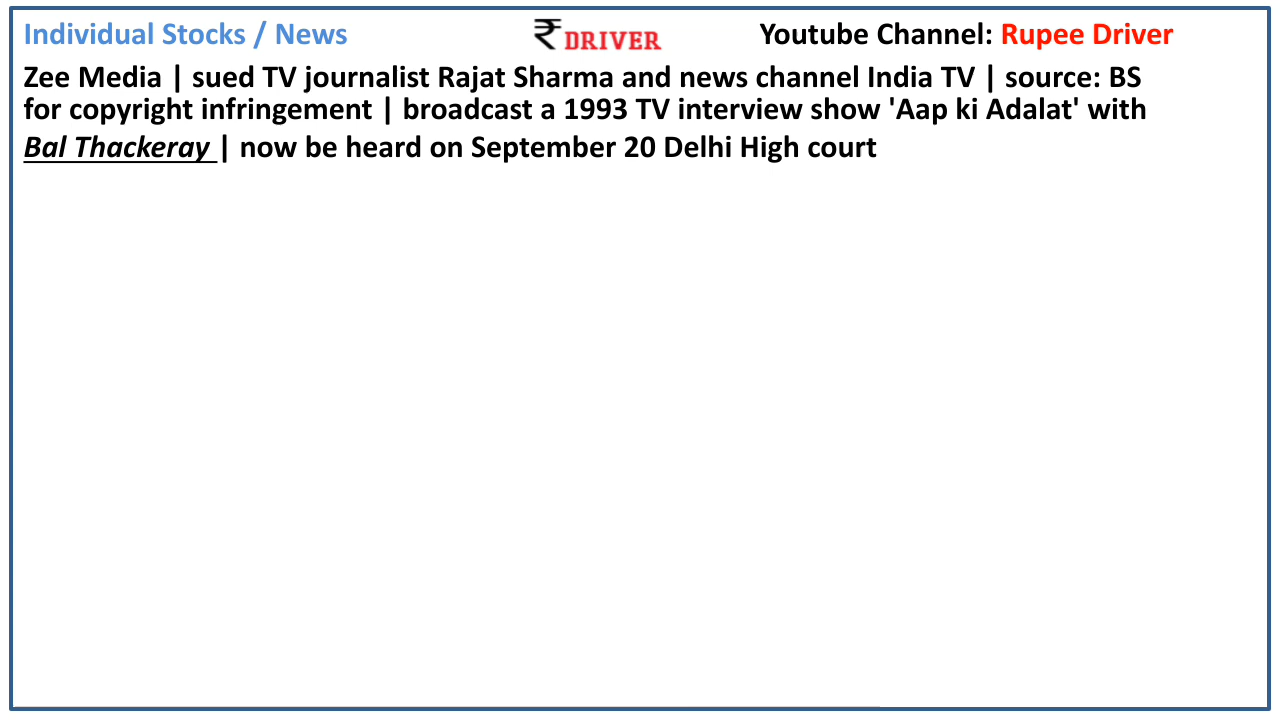 Individual Stocks / News
₹ DRIVER
Youtube Channel: Rupee Driver
Zee Media | sued TV journalist Rajat Sharma and news channel India TV | source: BS
for copyright infringement | broadcast a 1993 TV interview show 'Aap ki Adalat' with
Bal Thackeray | now be heard on September 20 Delhi High court